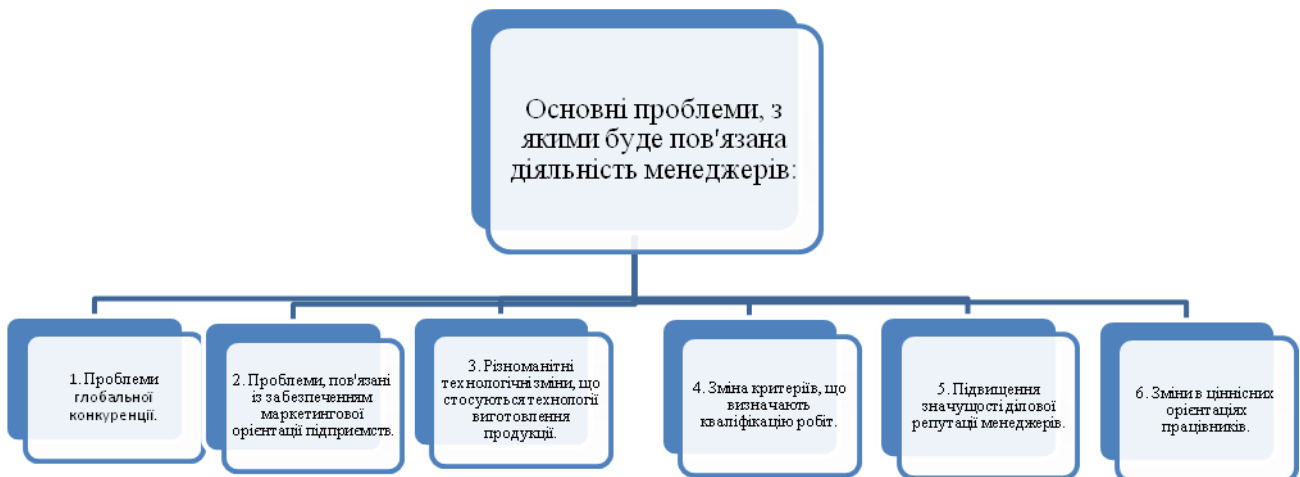 Основні проблеми, з
якими буде пов'язана
діяльність менеджерів:
1. Проблеми
глобальної
конкуренції.
2. Проблеми, пов'язані
із забезпеченням
маркетингової
орієнтації підприємств.
3. Різноманітні
технологічні зміни, що
стосуються технології
виготовлення
продукції.
4. Зміна критеріїв, що
визначають
кваліфікацію робіт.
5. Підвищення
значущості ділової
репутації менеджерів.
6. Зміни в ціннісних
орієнтаціях
працівників.